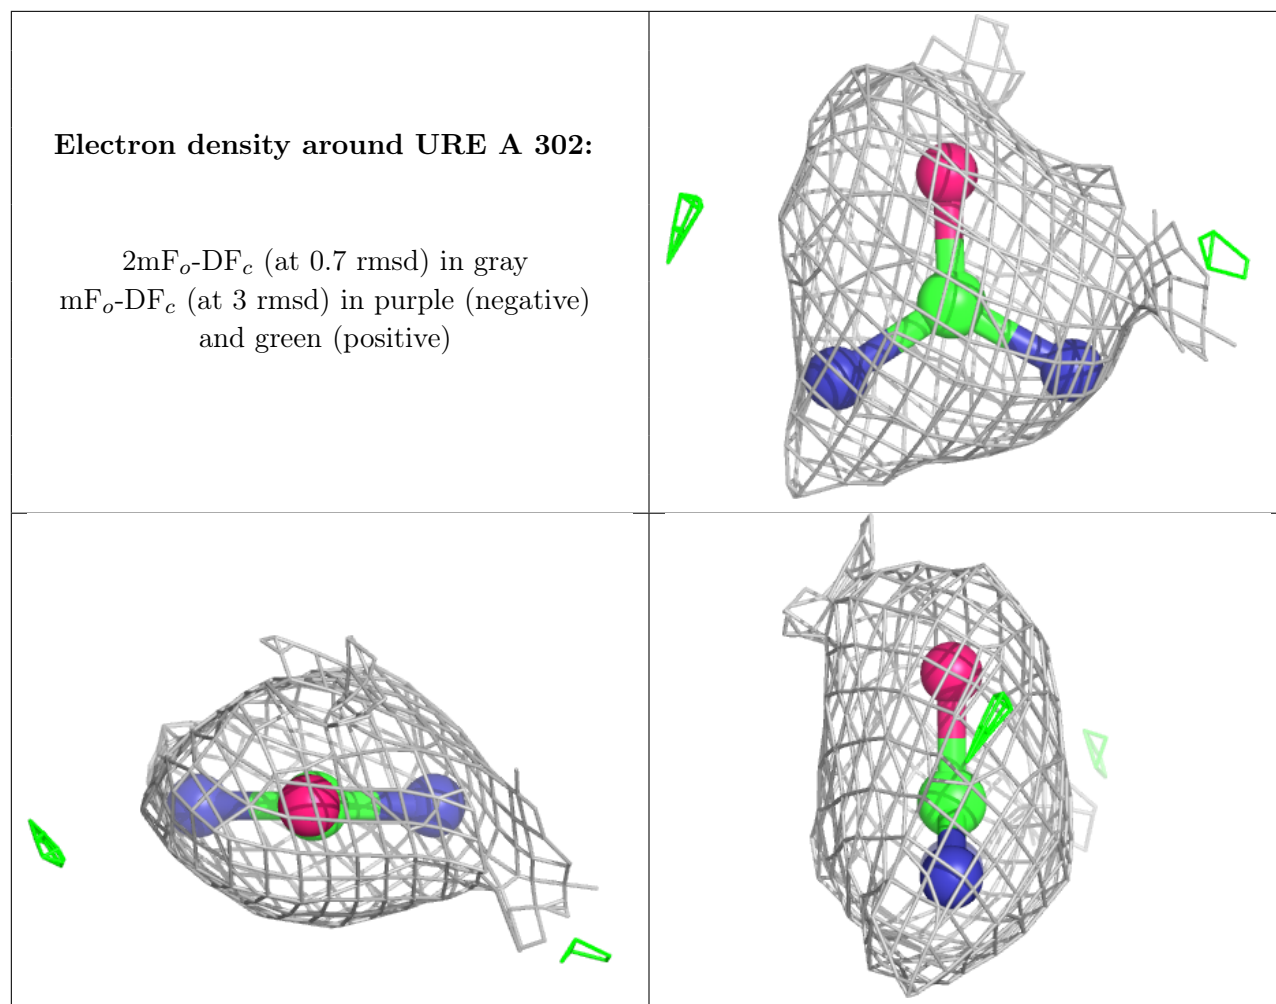 Electron density around URE A 302:
2mFo-DFc (at 0.7 rmsd) in gray
mFo-DFc (at 3 rmsd) in purple (negative)
and green (positive)